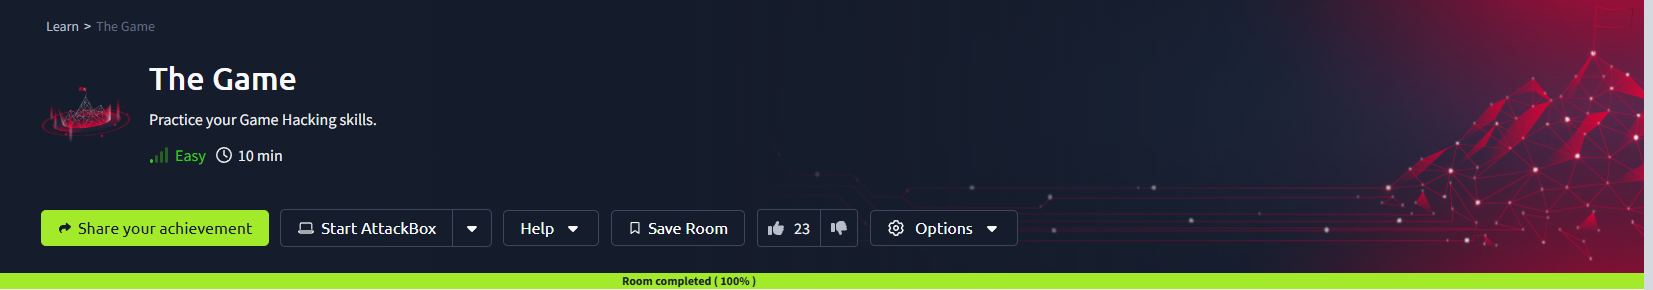 Learn > The Game
The Game
Practice your Game Hacking skills.
Easy 10 min
Share your achievement Start AttackBox Help Save Room 23 Options
Room completed ( 100% )